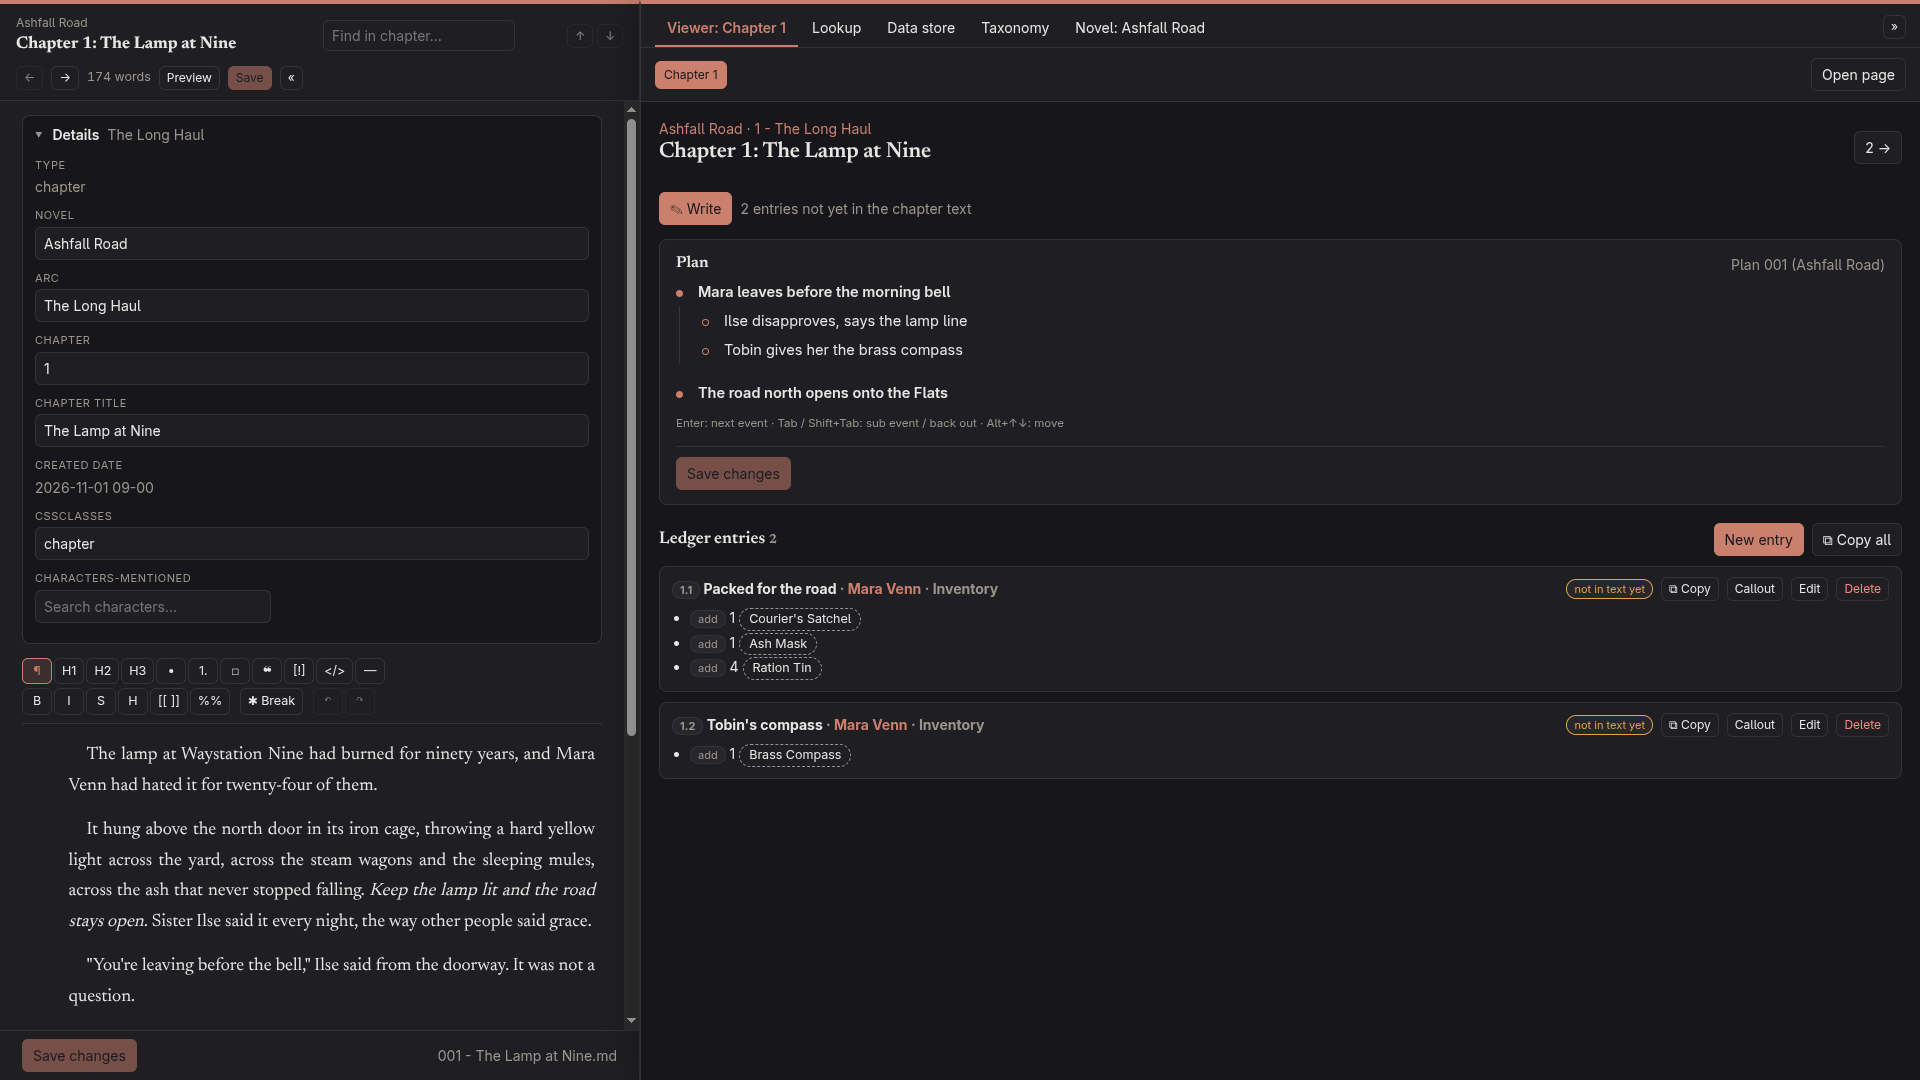 Ashfall Road
Chapter 1: The Lamp at Nine
Find in chapter...
↑ ↓
← → 174 words Preview Save «
▼ Details The Long Haul
TYPE
chapter
NOVEL
Ashfall Road
ARC
The Long Haul
CHAPTER
1
CHAPTER TITLE
The Lamp at Nine
CREATED DATE
2026-11-01 09-00
CSSCLASSES
chapter
CHARACTERS-MENTIONED
Search characters...
¶ H1 H2 H3 • 1. □ ❝ [!] </> —
B I S H [[ ]] %% ✱ Break ↶ ↷
The lamp at Waystation Nine had burned for ninety years, and Mara
Venn had hated it for twenty-four of them.
It hung above the north door in its iron cage, throwing a hard yellow
light across the yard, across the steam wagons and the sleeping mules,
across the ash that never stopped falling. Keep the lamp lit and the road
stays open. Sister Ilse said it every night, the way other people said grace.
"You're leaving before the bell," Ilse said from the doorway. It was not a
question.
Save changes 001 - The Lamp at Nine.md
Viewer: Chapter 1 Lookup Data store Taxonomy Novel: Ashfall Road »
Chapter 1 Open page
Ashfall Road · 1 - The Long Haul
Chapter 1: The Lamp at Nine
2 →
✎ Write 2 entries not yet in the chapter text
Plan Plan 001 (Ashfall Road)
Mara leaves before the morning bell
Ilse disapproves, says the lamp line
Tobin gives her the brass compass
The road north opens onto the Flats
Enter: next event · Tab / Shift+Tab: sub event / back out · Alt+↑↓: move
Save changes
Ledger entries 2 New entry ⧉ Copy all
1.1 Packed for the road · Mara Venn · Inventory not in text yet ⧉ Copy Callout Edit Delete
• add 1 Courier's Satchel
• add 1 Ash Mask
• add 4 Ration Tin
1.2 Tobin's compass · Mara Venn · Inventory not in text yet ⧉ Copy Callout Edit Delete
• add 1 Brass Compass